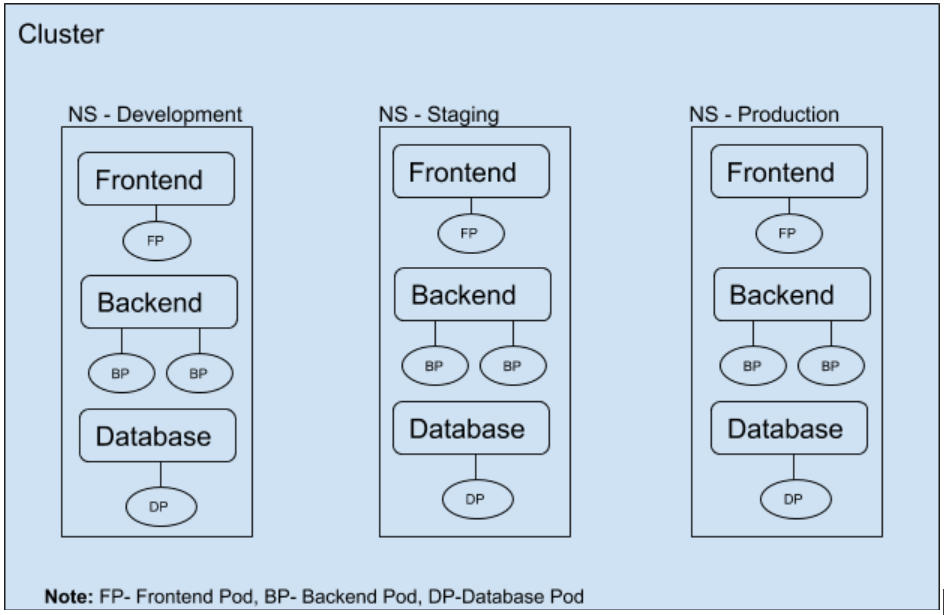 Cluster
NS - Development
Frontend
FP
Backend
BP BP
Database
DP
NS - Staging
Frontend
FP
Backend
BP BP
Database
DP
NS - Production
Frontend
FP
Backend
BP BP
Database
DP
Note: FP- Frontend Pod, BP- Backend Pod, DP-Database Pod